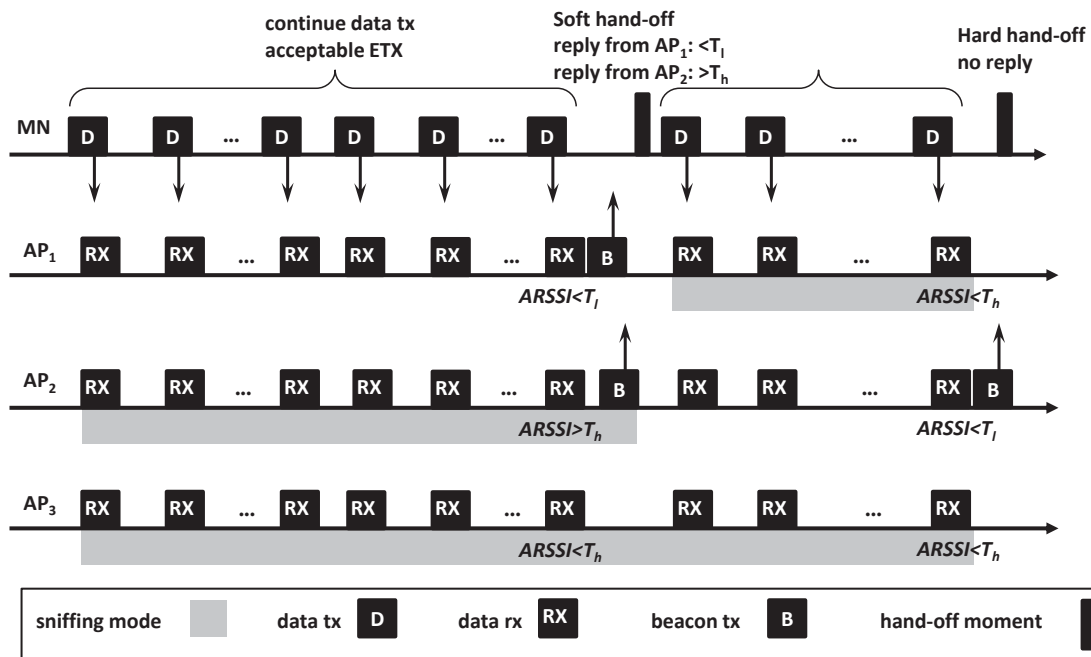 continue data tx
acceptable ETX
Soft hand-off
reply from AP1: <Tl
reply from AP2: >Th
Hard hand-off
no reply
MN
D D ... D D D ... D D D ... D
AP1
RX RX ... RX RX RX ... RX B RX RX ... RX
ARSSI<Tl ARSSI<Th
AP2
RX RX ... RX RX RX ... RX B RX RX ... RX B
ARSSI>Th ARSSI<Tl
AP3
RX RX ... RX RX RX ... RX RX RX ... RX
ARSSI<Th ARSSI<Th
sniffing mode data tx D data rx RX beacon tx B hand-off moment